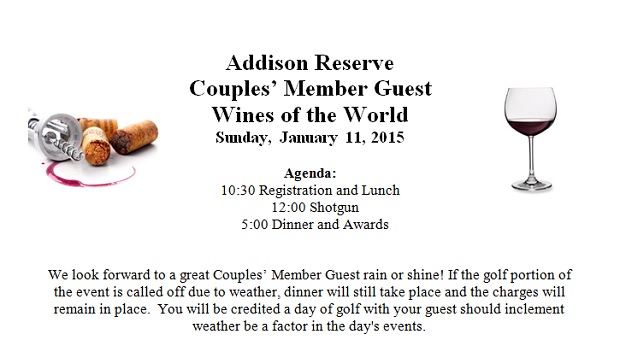 Addison Reserve
Couples’ Member Guest
Wines of the World
Sunday, January 11, 2015
Agenda:
10:30 Registration and Lunch
12:00 Shotgun
5:00 Dinner and Awards
We look forward to a great Couples’ Member Guest rain or shine! If the golf portion of
the event is called off due to weather, dinner will still take place and the charges will
remain in place. You will be credited a day of golf with your guest should inclement
weather be a factor in the day's events.